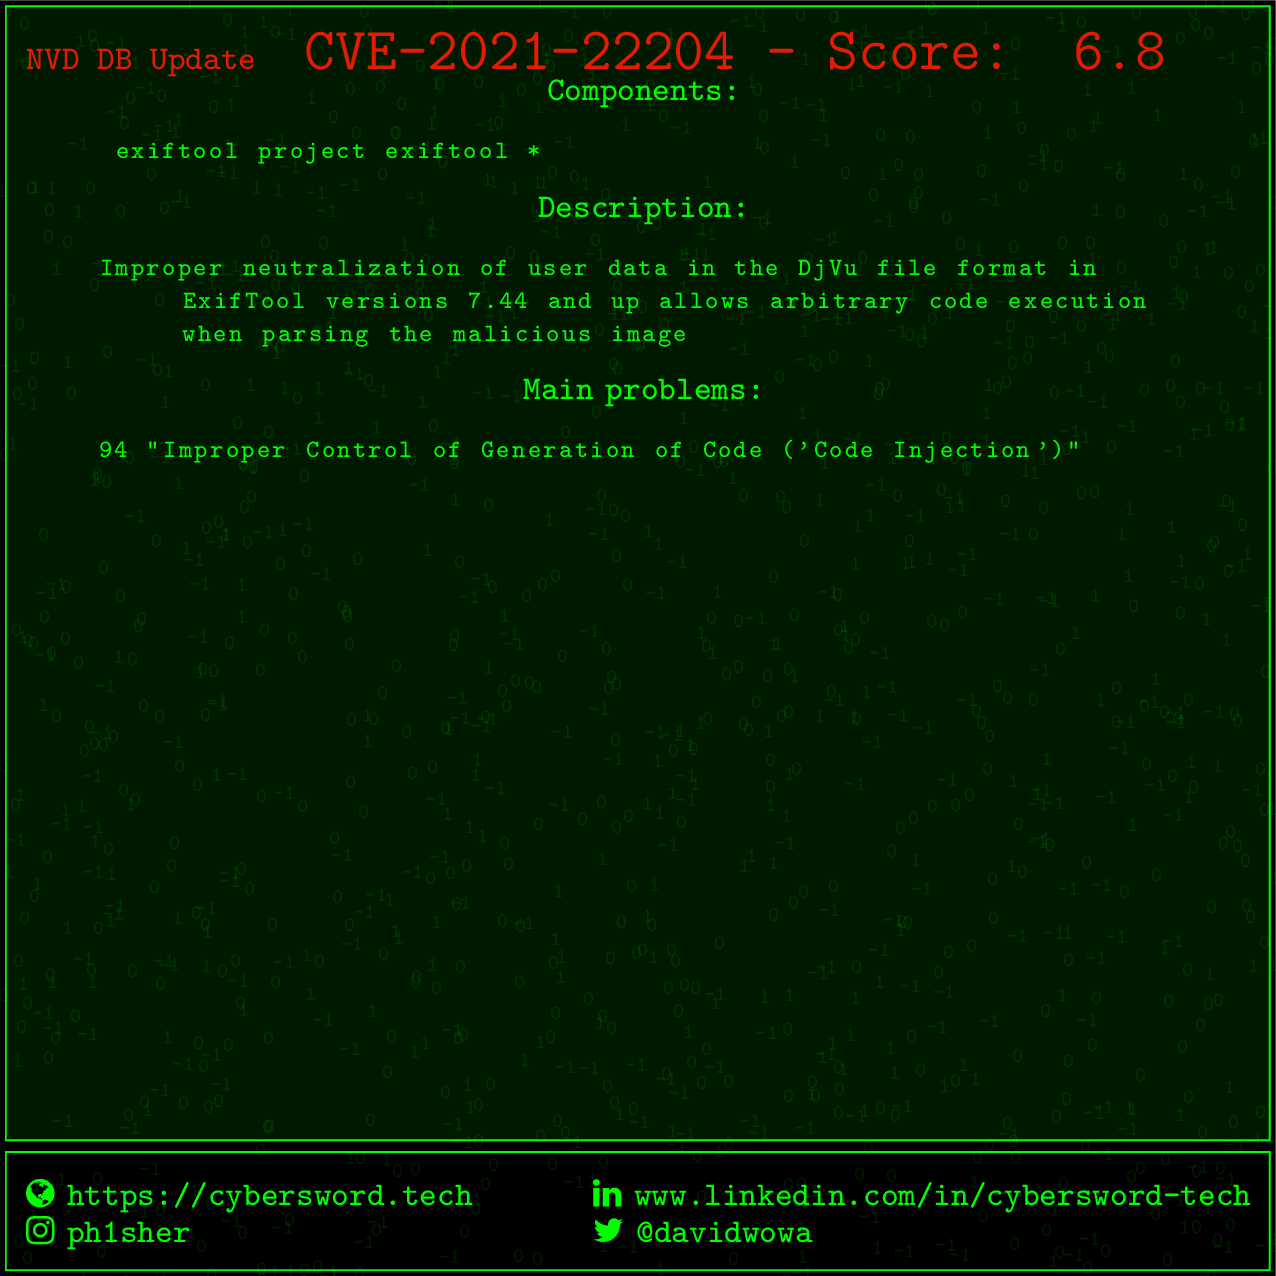 NVD DB Update CVE-2021-22204 - Score: 6.8
Components:
exiftool project exiftool *
Description:
Improper neutralization of user data in the DjVu file format in
ExifTool versions 7.44 and up allows arbitrary code execution
when parsing the malicious image
Main problems:
94 "Improper Control of Generation of Code ('Code Injection')"
https://cybersword.tech
www.linkedin.com/in/cybersword-tech
ph1sher
@davidwowa